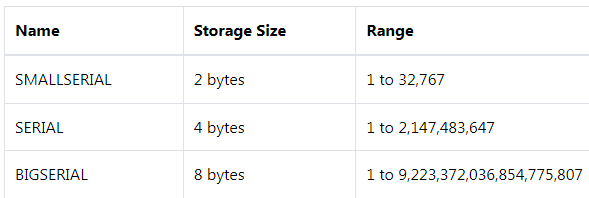 Name Storage Size Range
SMALLSERIAL 2 bytes 1 to 32,767
SERIAL 4 bytes 1 to 2,147,483,647
BIGSERIAL 8 bytes 1 to 9,223,372,036,854,775,807